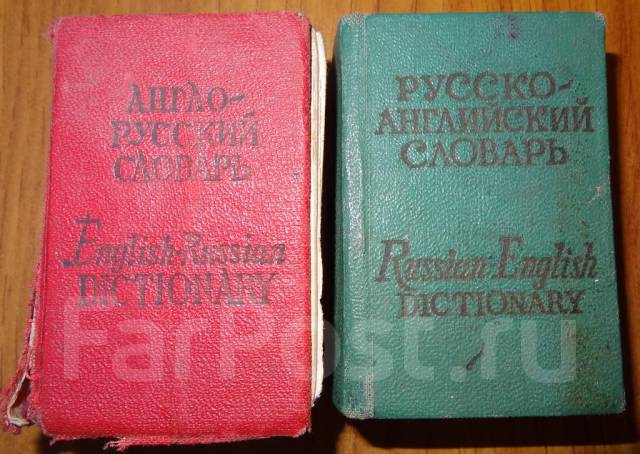 АНГЛО-
РУССКИЙ
СЛОВАРЬ
English-Russian
DICTIONARY
РУССКО-
АНГЛИЙСКИЙ
СЛОВАРЬ
Russian-English
DICTIONARY
FarPost.ru